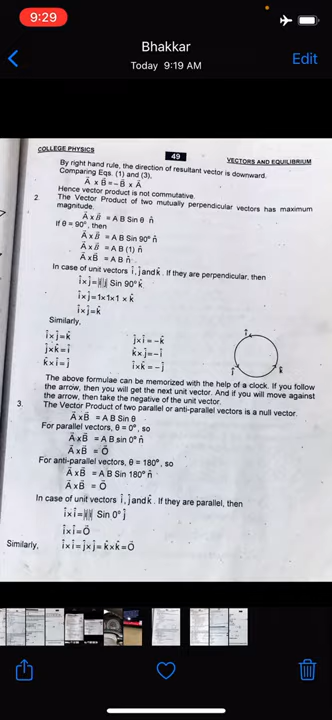 9:29
Bhakkar
Today 9:19 AM
Edit
COLLEGE PHYSICS
49
VECTORS AND EQUILIBRIUM
By right hand rule, the direction of resultant vector is downward.
Comparing Eqs. (1) and (3),
A⃗ x B⃗ = – B⃗ x A⃗
Hence vector product is not commutative.
2. The Vector Product of two mutually perpendicular vectors has maximum
magnitude.
A⃗ x B⃗ = A B Sin θ n̂
If θ = 90°, then
A⃗ x B⃗ = A B Sin 90° n̂
A⃗ x B⃗ = A B (1) n̂
A⃗ x B⃗ = A B n̂
In case of unit vectors î, ĵ and k̂. If they are perpendicular, then
î x ĵ = |î||ĵ| Sin 90° k̂
î x ĵ = 1x1x1 x k̂
î x ĵ = k̂
Similarly,
î x ĵ = k̂ ĵ x î = – k̂
ĵ x k̂ = î k̂ x ĵ = – î
k̂ x î = ĵ î x k̂ = – ĵ
The above formulae can be memorized with the help of a clock. If you follow
the arrow, then you will get the next unit vector. And if you will move against
the arrow, then take the negative of the unit vector.
3. The Vector Product of two parallel or anti-parallel vectors is a null vector.
A⃗ x B⃗ = A B Sin θ
For parallel vectors, θ = 0°, so
A⃗ x B⃗ = A B sin 0° n̂
A⃗ x B⃗ = O⃗
For anti-parallel vectors, θ = 180°, so
A⃗ x B⃗ = A B Sin 180° n̂
A⃗ x B⃗ = O⃗
In case of unit vectors î, ĵ and k̂. If they are parallel, then
î x î = |î||î| Sin 0° ĵ
î x î = O⃗
Similarly, î x î = ĵ x ĵ = k̂ x k̂ = O⃗